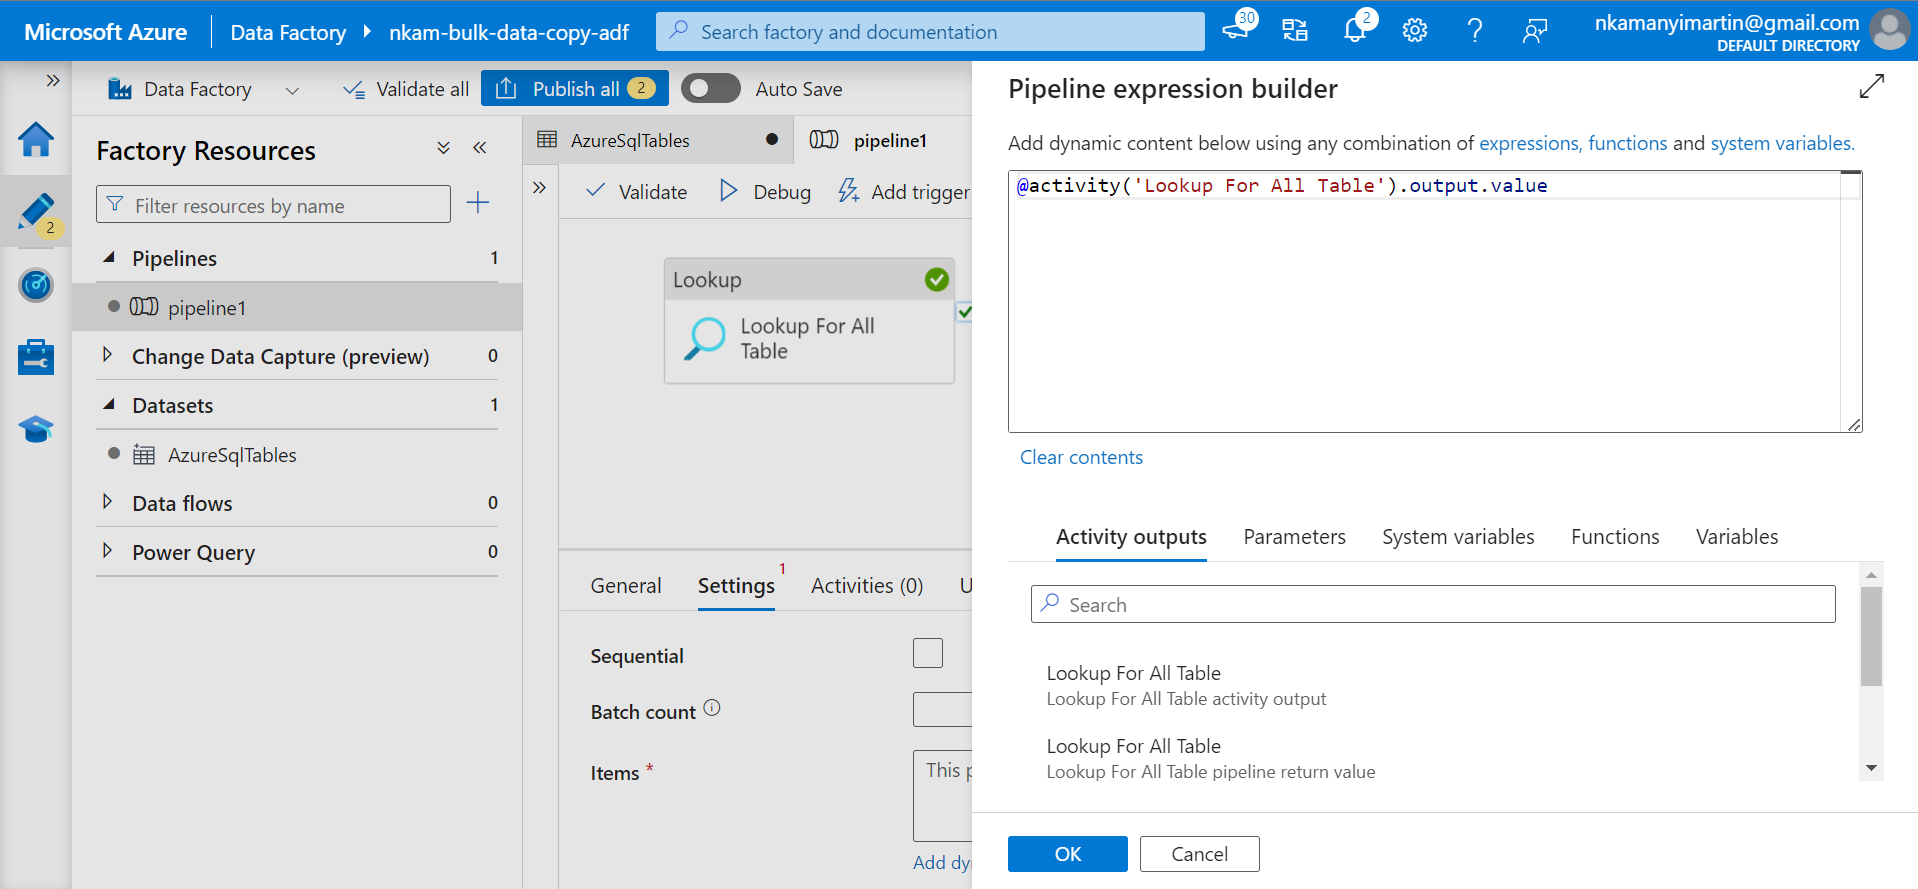 Microsoft Azure
Data Factory
nkam-bulk-data-copy-adf
Search factory and documentation
30
2
nkamanyimartin@gmail.com
DEFAULT DIRECTORY
Data Factory
Validate all
Publish all 2
Auto Save
2
Factory Resources
Filter resources by name
Pipelines 1
pipeline1
Change Data Capture (preview) 0
Datasets 1
AzureSqlTables
Data flows 0
Power Query 0
AzureSqlTables
pipeline1
Validate
Debug
Add trigger
Lookup
Lookup For All
Table
General
Settings 1
Activities (0)
U
Sequential
Batch count
Items *
This p
Add dy
Pipeline expression builder
Add dynamic content below using any combination of expressions, functions and system variables.
@activity('Lookup For All Table').output.value
Clear contents
Activity outputs
Parameters
System variables
Functions
Variables
Search
Lookup For All Table
Lookup For All Table activity output
Lookup For All Table
Lookup For All Table pipeline return value
OK
Cancel